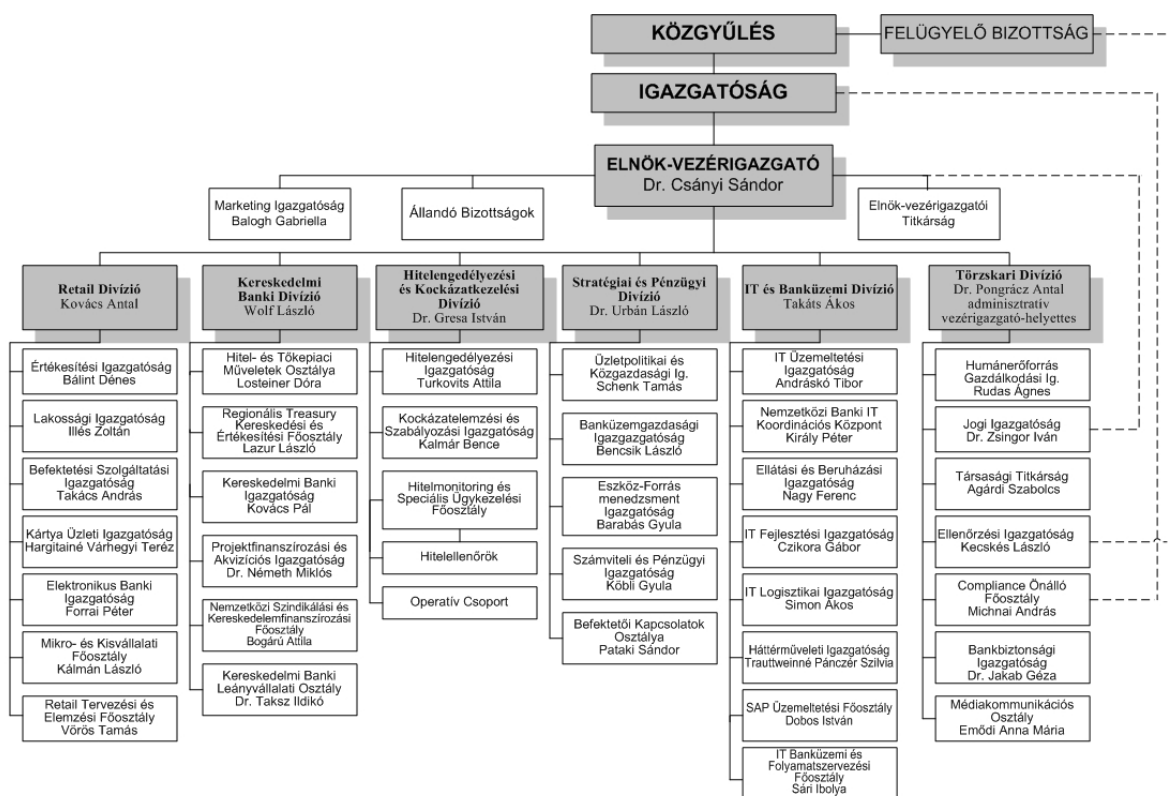 KÖZGYŰLÉS
FELÜGYELŐ BIZOTTSÁG
IGAZGATÓSÁG
ELNÖK-VEZÉRIGAZGATÓ
Dr. Csányi Sándor
Marketing Igazgatóság
Balogh Gabriella
Állandó Bizottságok
Elnök-vezérigazgatói
Titkárság
Retail Divízió
Kovács Antal
Értékesítési Igazgatóság
Bálint Dénes
Lakossági Igazgatóság
Illés Zoltán
Befektetési Szolgáltatási
Igazgatóság
Takács András
Kártya Üzleti Igazgatóság
Hargitainé Várhegyi Teréz
Elektronikus Banki
Igazgatóság
Forrai Péter
Mikro- és Kisvállalati
Főosztály
Kálmán László
Retail Tervezési és
Elemzési Főosztály
Vörös Tamás
Kereskedelmi
Banki Divízió
Wolf László
Hitel- és Tőkepiaci
Műveletek Osztálya
Losteiner Dóra
Regionális Treasury
Kereskedési és
Értékesítési Főosztály
Lazur László
Kereskedelmi Banki
Igazgatóság
Kovács Pál
Projektfinanszírozási és
Akvizíciós Igazgatóság
Dr. Németh Miklós
Nemzetközi Szindikálási és
Kereskedelemfinanszírozási
Főosztály
Bogárú Attila
Kereskedelmi Banki
Leányvállalati Osztály
Dr. Taksz Ildikó
Hitelengedélyezési
és Kockázatkezelési
Divízió
Dr. Gresa István
Hitelengedélyezési
Igazgatóság
Turkovits Attila
Kockázatelemzési és
Szabályozási Igazgatóság
Kalmár Bence
Hitelmonitoring és
Speciális Ügykezelési
Főosztály
Hitelellenőrök
Operatív Csoport
Stratégiai és Pénzügyi
Divízió
Dr. Urbán László
Üzletpolitikai és
Közgazdasági Ig.
Schenk Tamás
Banküzemgazdasági
Igazgazgatóság
Bencsik László
Eszköz-Forrás
menedzsment
Igazgatóság
Barabás Gyula
Számviteli és Pénzügyi
Igazgatóság
Köbli Gyula
Befektetői Kapcsolatok
Osztálya
Pataki Sándor
IT és Banküzemi Divízió
Takáts Ákos
IT Üzemeltetési
Igazgatóság
Andráskó Tibor
Nemzetközi Banki IT
Koordinációs Központ
Király Péter
Ellátási és Beruházási
Igazgatóság
Nagy Ferenc
IT Fejlesztési Igazgatóság
Czikora Gábor
IT Logisztikai Igazgatóság
Simon Ákos
Háttérműveleti Igazgatóság
Trauttweinné Pánczér Szilvia
SAP Üzemeltetési Főosztály
Dobos István
IT Banküzemi és
Folyamatszervezési
Főosztály
Sári Ibolya
Törzskari Divízió
Dr. Pongrácz Antal
adminisztratív
vezérigazgató-helyettes
Humánerőforrás
Gazdálkodási Ig.
Rudas Ágnes
Jogi Igazgatóság
Dr. Zsingor Iván
Társasági Titkárság
Agárdi Szabolcs
Ellenőrzési Igazgatóság
Kecskés László
Compliance Önálló
Főosztály
Michnai András
Bankbiztonsági
Igazgatóság
Dr. Jakab Géza
Médiakommunikációs
Osztály
Emődi Anna Mária